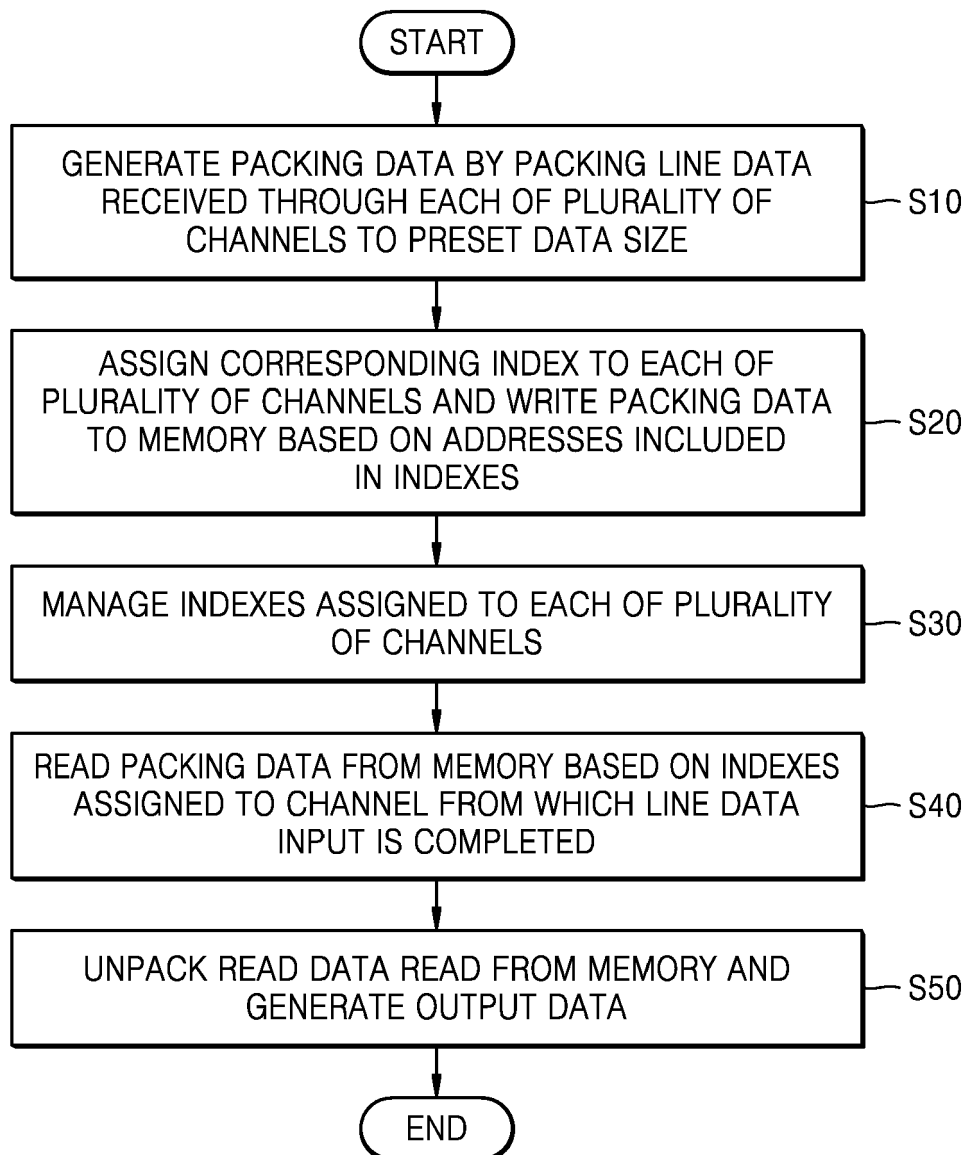 START
GENERATE PACKING DATA BY PACKING LINE DATA
RECEIVED THROUGH EACH OF PLURALITY OF
CHANNELS TO PRESET DATA SIZE
S10
ASSIGN CORRESPONDING INDEX TO EACH OF
PLURALITY OF CHANNELS AND WRITE PACKING DATA
TO MEMORY BASED ON ADDRESSES INCLUDED
IN INDEXES
S20
MANAGE INDEXES ASSIGNED TO EACH OF PLURALITY
OF CHANNELS
S30
READ PACKING DATA FROM MEMORY BASED ON INDEXES
ASSIGNED TO CHANNEL FROM WHICH LINE DATA
INPUT IS COMPLETED
S40
UNPACK READ DATA READ FROM MEMORY AND
GENERATE OUTPUT DATA
S50
END